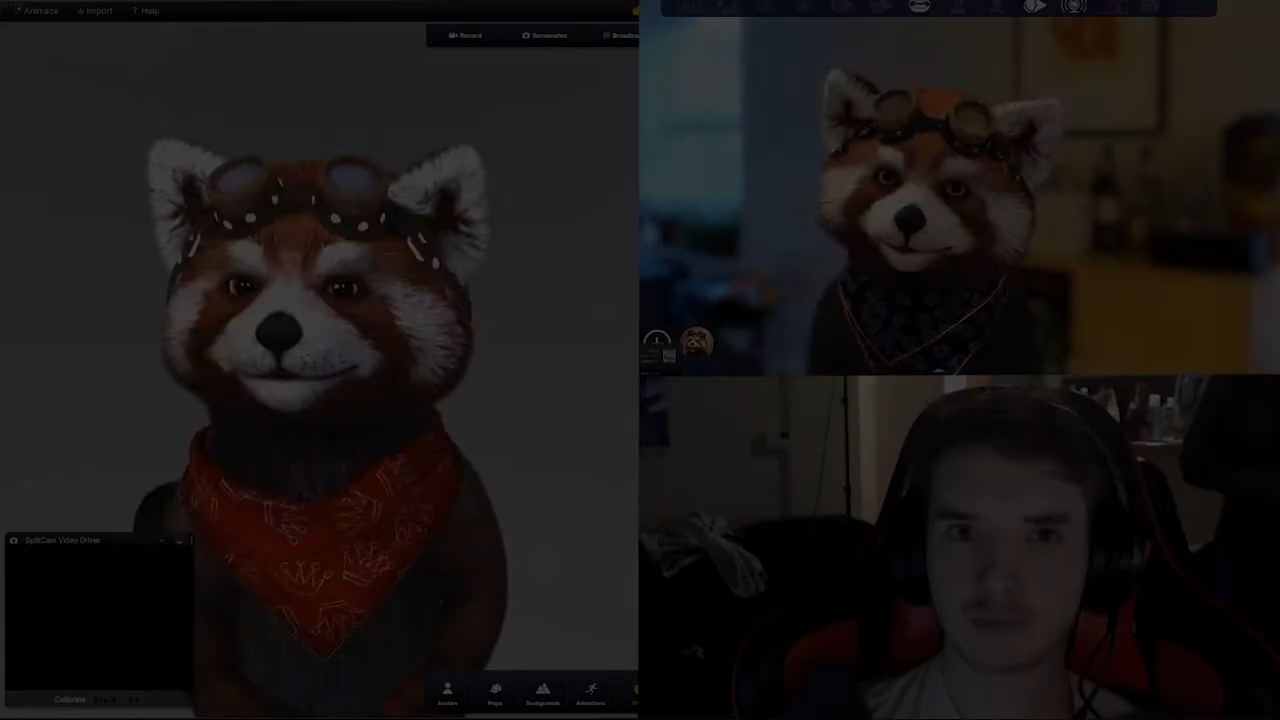 Animaze Import ? Help
Record Screenshot
SplitCam Video Driver
Calibrate
Avatars Props Backgrounds Animations